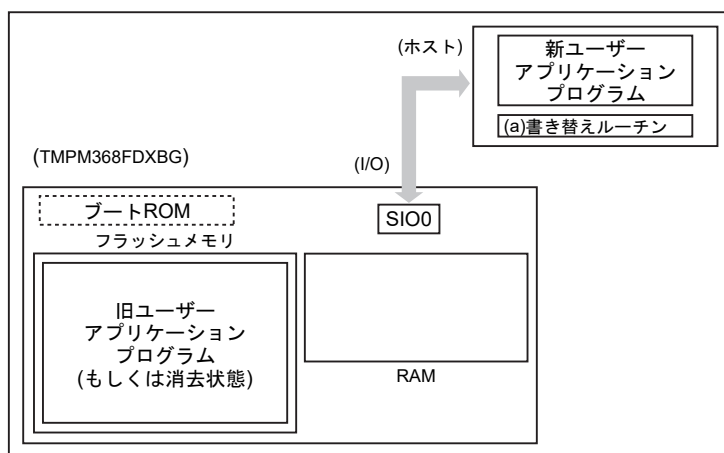 (ホスト)
新ユーザー
アプリケーション
プログラム
(a)書き替えルーチン
(TMPM368FDXBG)
(I/O)
ブートROM
SIO0
フラッシュメモリ
旧ユーザー
アプリケーション
プログラム
(もしくは消去状態)
RAM